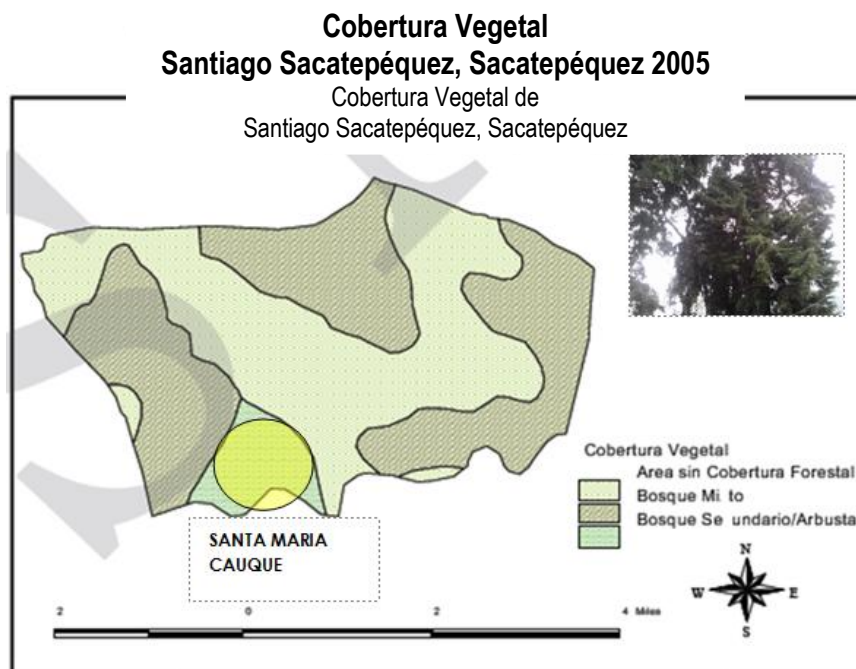 Cobertura Vegetal
Santiago Sacatepéquez, Sacatepéquez 2005
Cobertura Vegetal de
Santiago Sacatepéquez, Sacatepéquez
Cobertura Vegetal
Area sin Cobertura Forestal
Bosque Mi to
Bosque Se undario/Arbusta
SANTA MARIA
CAUQUE
N
W E
S
2 0 2 4 Miles